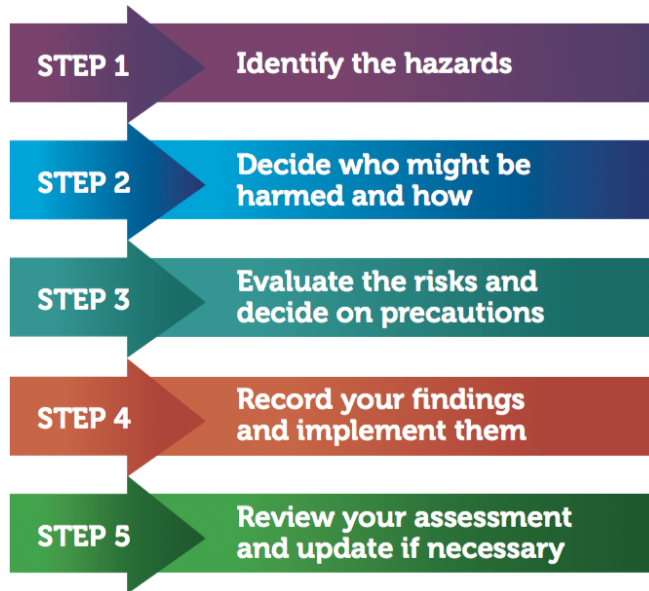 STEP 1
Identify the hazards
STEP 2
Decide who might be
harmed and how
STEP 3
Evaluate the risks and
decide on precautions
STEP 4
Record your findings
and implement them
STEP 5
Review your assessment
and update if necessary